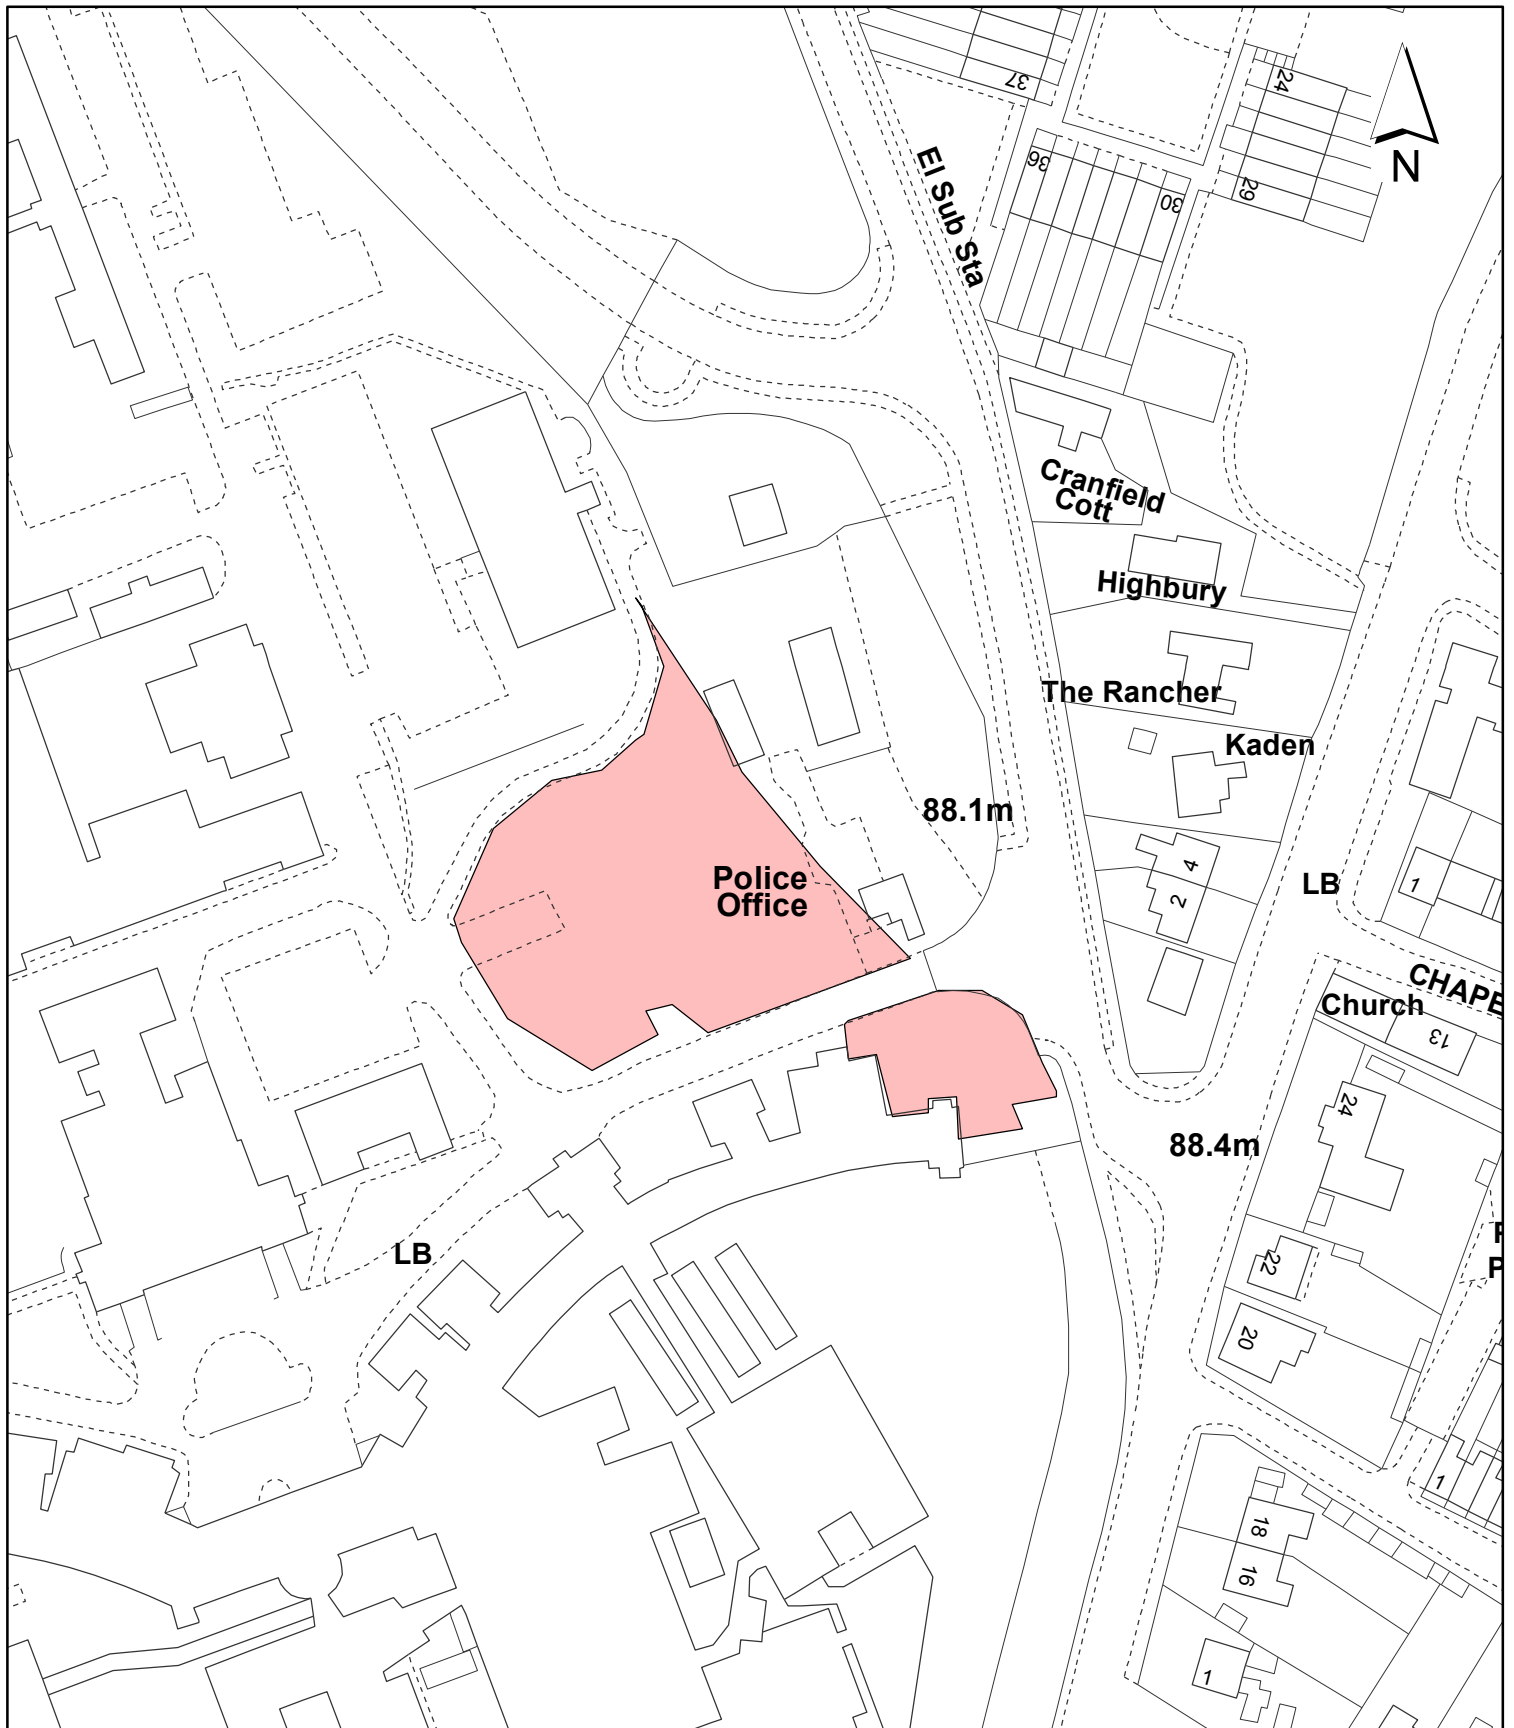 37
24
N
36
30
29
El Sub Sta
Cranfield
Cott
Highbury
The Rancher
Kaden
88.1m
4
2
LB
1
Police
Office
CHAPE
Church
13
24
88.4m
22
20
LB
1
18
16
1